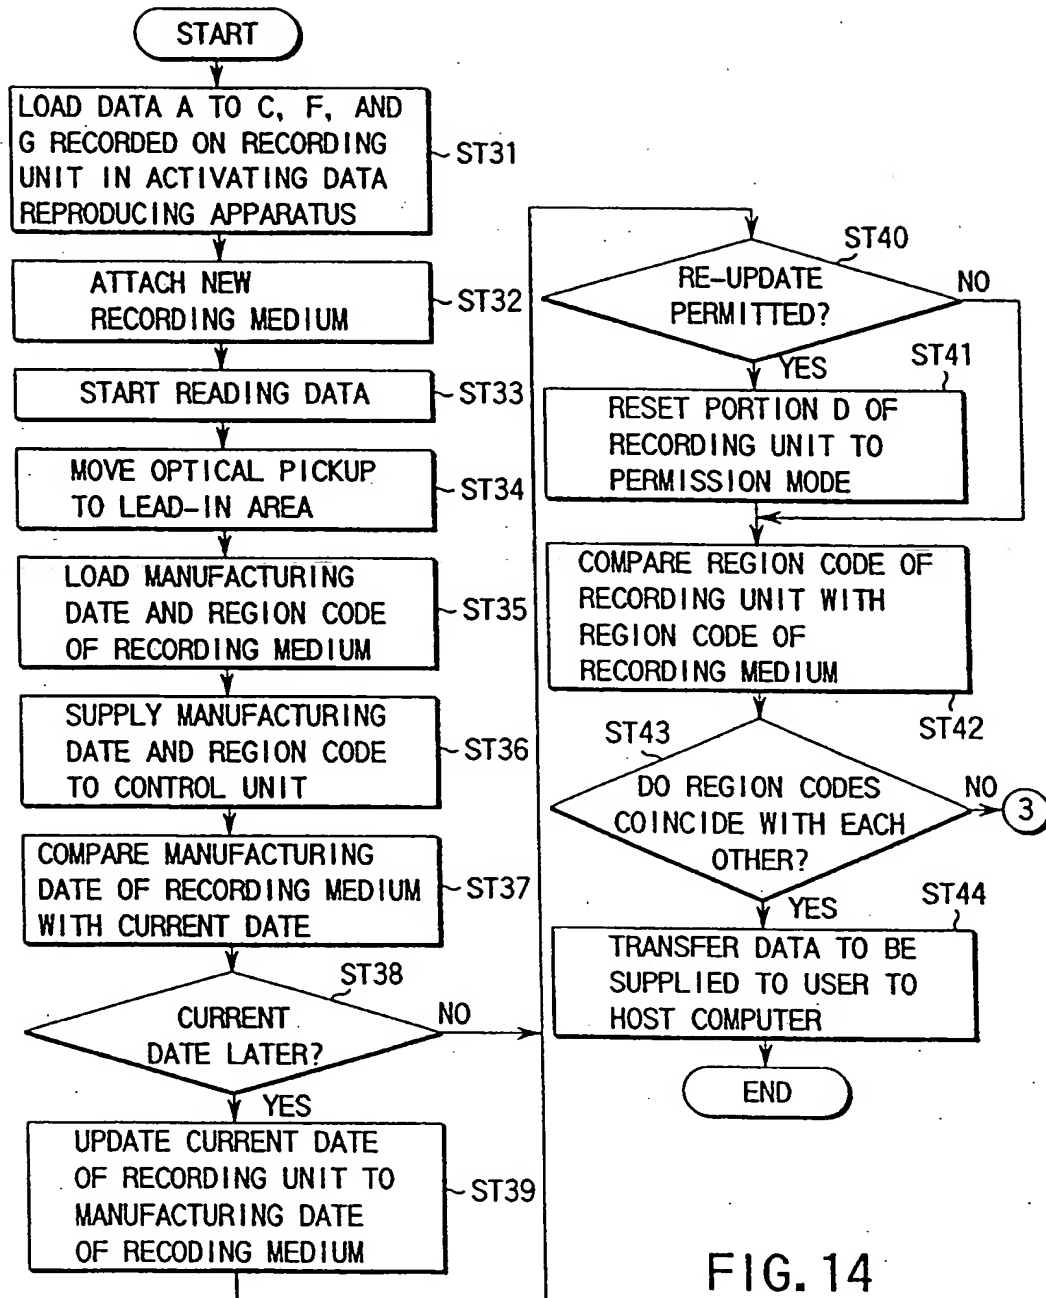 START
LOAD DATA A TO C, F, AND
G RECORDED ON RECORDING
UNIT IN ACTIVATING DATA
REPRODUCING APPARATUS
ST31
ATTACH NEW
RECORDING MEDIUM
ST32
START READING DATA
ST33
MOVE OPTICAL PICKUP
TO LEAD-IN AREA
ST34
LOAD MANUFACTURING
DATE AND REGION CODE
OF RECORDING MEDIUM
ST35
SUPPLY MANUFACTURING
DATE AND REGION CODE
TO CONTROL UNIT
ST36
COMPARE MANUFACTURING
DATE OF RECORDING MEDIUM
WITH CURRENT DATE
ST37
ST38
CURRENT
DATE LATER?
NO
YES
UPDATE CURRENT DATE
OF RECORDING UNIT TO
MANUFACTURING DATE
OF RECODING MEDIUM
ST39
ST40
RE-UPDATE
PERMITTED?
NO
YES
ST41
RESET PORTION D OF
RECORDING UNIT TO
PERMISSION MODE
COMPARE REGION CODE OF
RECORDING UNIT WITH
REGION CODE OF
RECORDING MEDIUM
ST42
ST43
DO REGION CODES
COINCIDE WITH EACH
OTHER?
NO
3
YES
ST44
TRANSFER DATA TO BE
SUPPLIED TO USER TO
HOST COMPUTER
END
FIG. 14